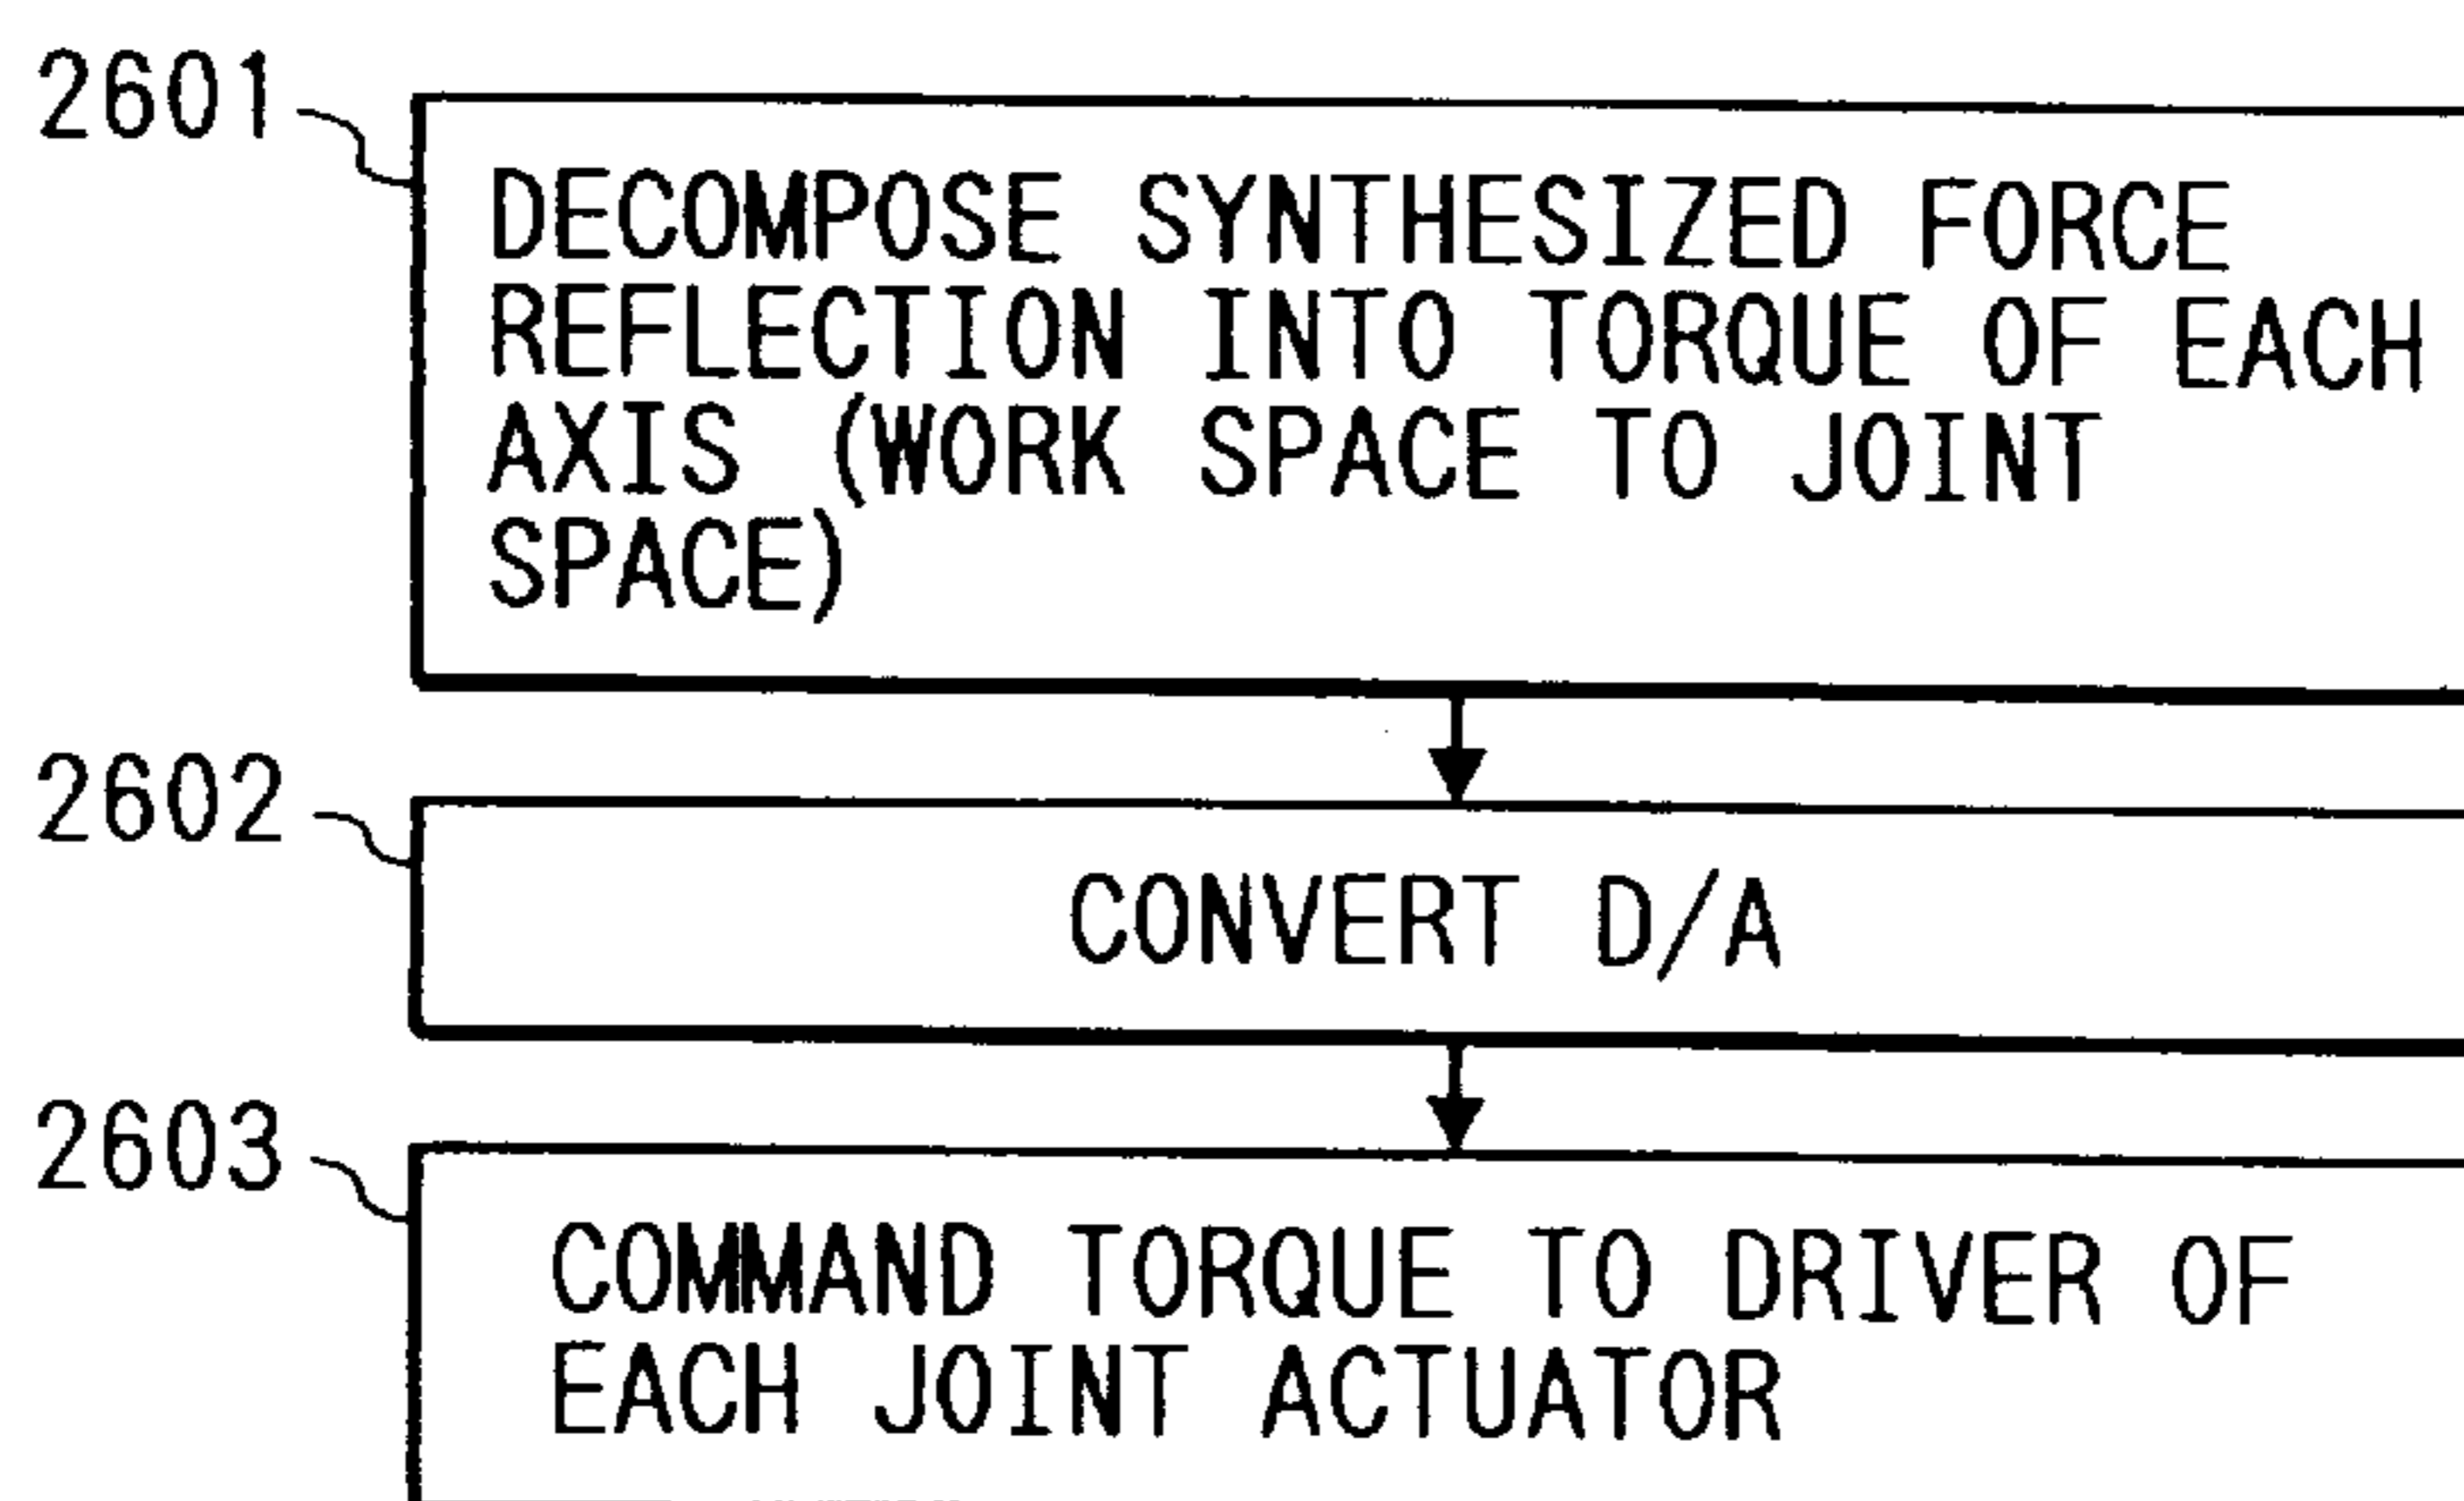 2601
DECOMPOSE SYNTHESIZED FORCE
REFLECTION INTO TORQUE OF EACH
AXIS (WORK SPACE TO JOINT
SPACE)
2602
CONVERT D/A
2603
COMMAND TORQUE TO DRIVER OF
EACH JOINT ACTUATOR